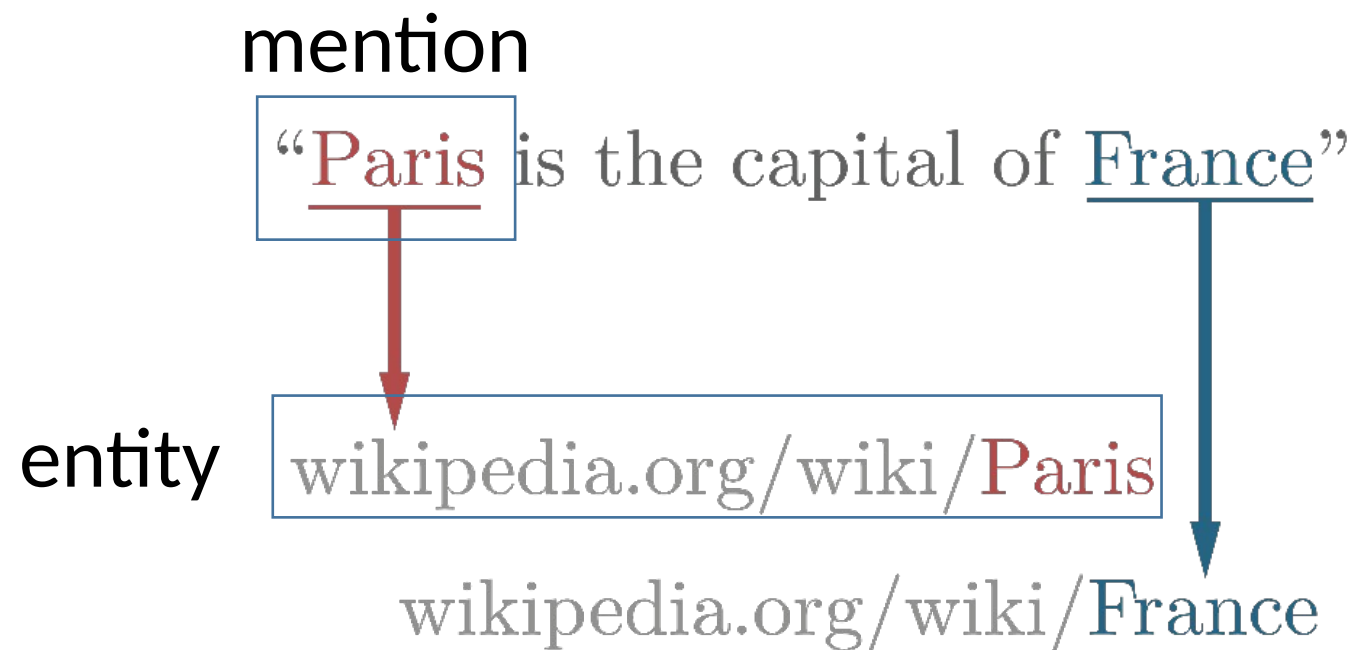 mention
“Paris is the capital of France”
entity wikipedia.org/wiki/Paris
wikipedia.org/wiki/France